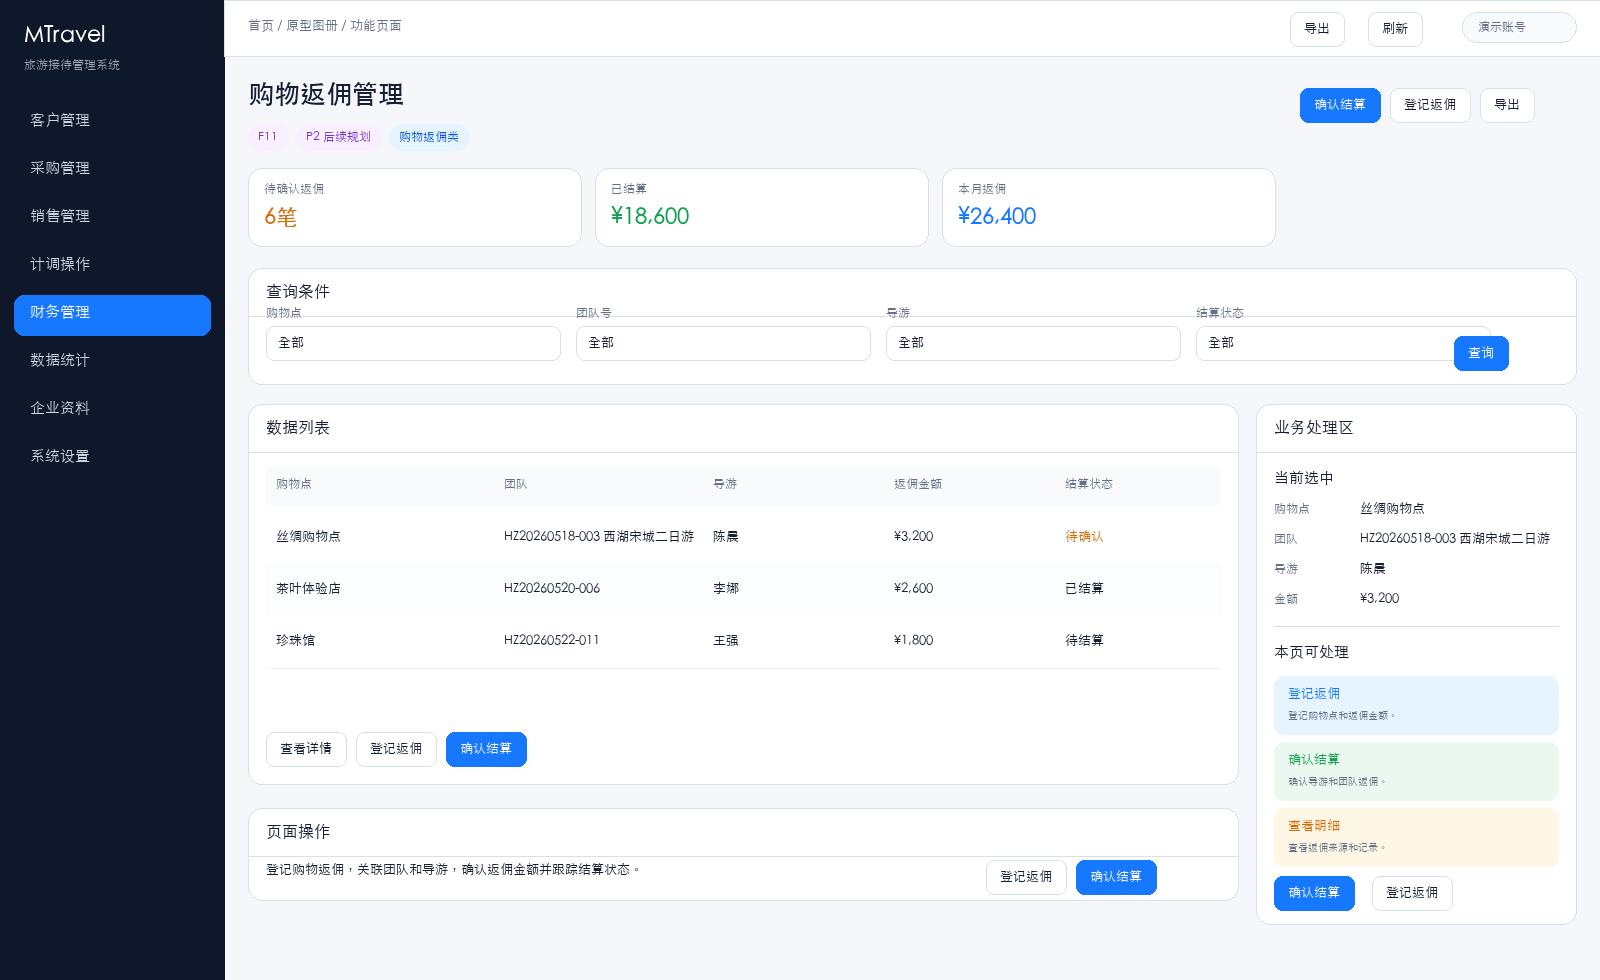 MTravel
旅游接待管理系统
客户管理
采购管理
销售管理
计调操作
财务管理
数据统计
企业资料
系统设置
首页 / 原型图册 / 功能页面
导出
刷新
演示账号
购物返佣管理
F11
P2 后续规划
购物返佣类
确认结算
登记返佣
导出
待确认返佣
6笔
已结算
¥18,600
本月返佣
¥26,400
查询条件
购物点
团队号
导游
结算状态
全部
全部
全部
全部
查询
数据列表
购物点 团队 导游 返佣金额 结算状态
丝绸购物点 HZ20260518-003 西湖宋城二日游 陈晨 ¥3,200 待确认
茶叶体验店 HZ20260520-006 李娜 ¥2,600 已结算
珍珠馆 HZ20260522-011 王强 ¥1,800 待结算
查看详情
登记返佣
确认结算
页面操作
登记购物返佣，关联团队和导游，确认返佣金额并跟踪结算状态。
登记返佣
确认结算
业务处理区
当前选中
购物点 丝绸购物点
团队 HZ20260518-003 西湖宋城二日游
导游 陈晨
金额 ¥3,200
本页可处理
登记返佣
登记购物点和返佣金额。
确认结算
确认导游和团队返佣。
查看明细
查看返佣来源和记录。
确认结算
登记返佣